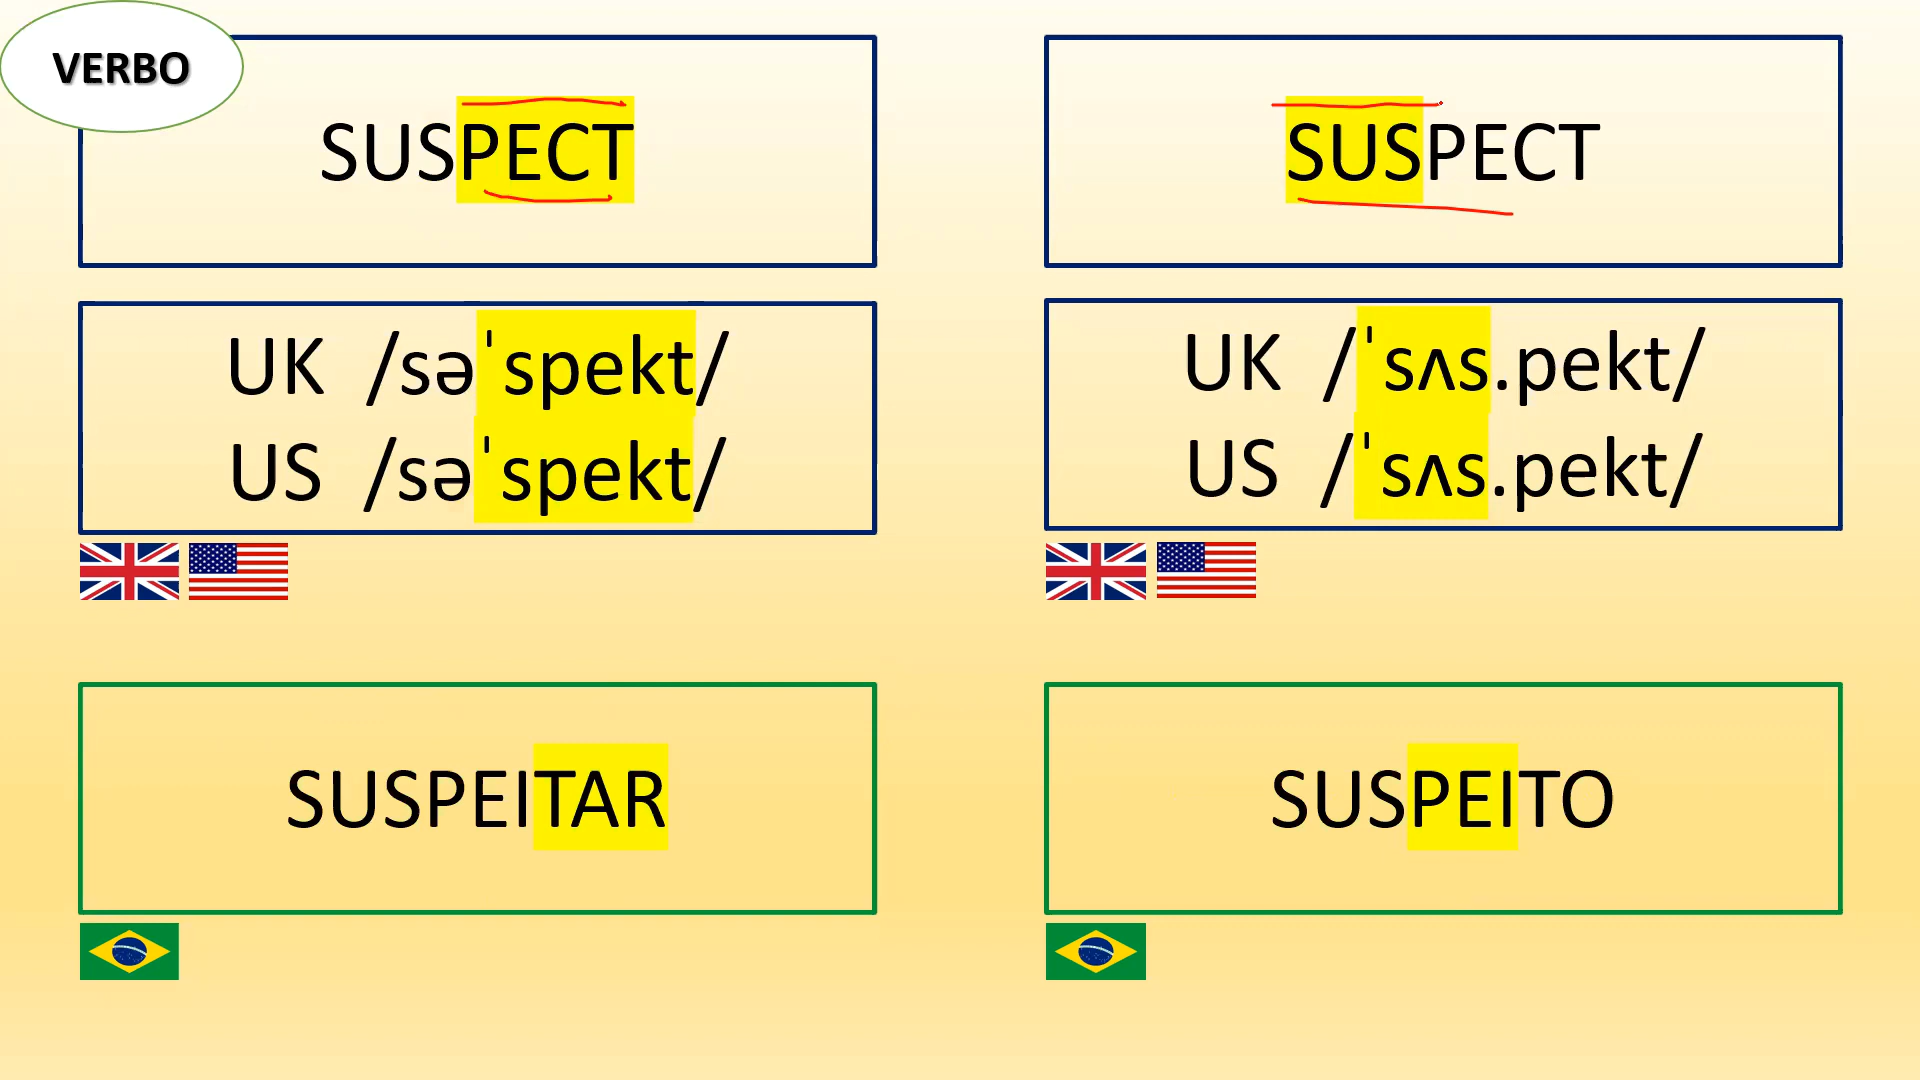 VERBO
SUSPECT
UK /səˈspekt/
US /səˈspekt/
SUSPEITAR
SUSPECT
UK /ˈsʌs.pekt/
US /ˈsʌs.pekt/
SUSPEITO